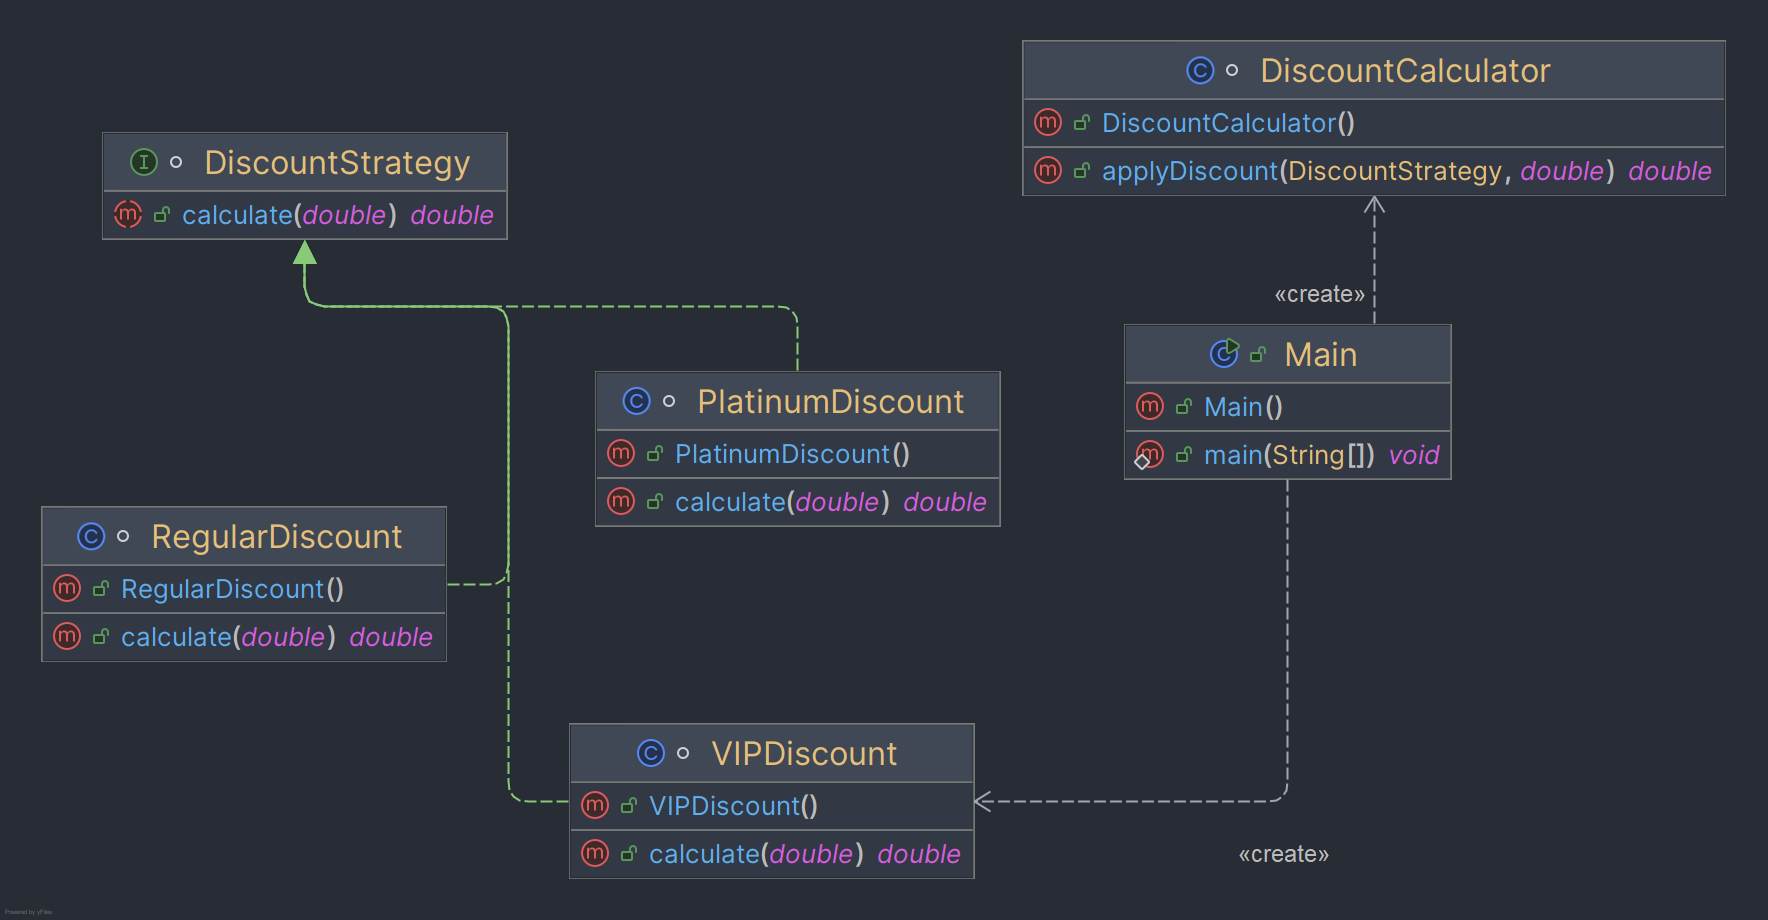 DiscountCalculator
DiscountCalculator()
applyDiscount(DiscountStrategy, double) double
DiscountStrategy
calculate(double) double
«create»
Main
Main()
main(String[]) void
PlatinumDiscount
PlatinumDiscount()
calculate(double) double
RegularDiscount
RegularDiscount()
calculate(double) double
VIPDiscount
VIPDiscount()
calculate(double) double
«create»
Powered by yFiles